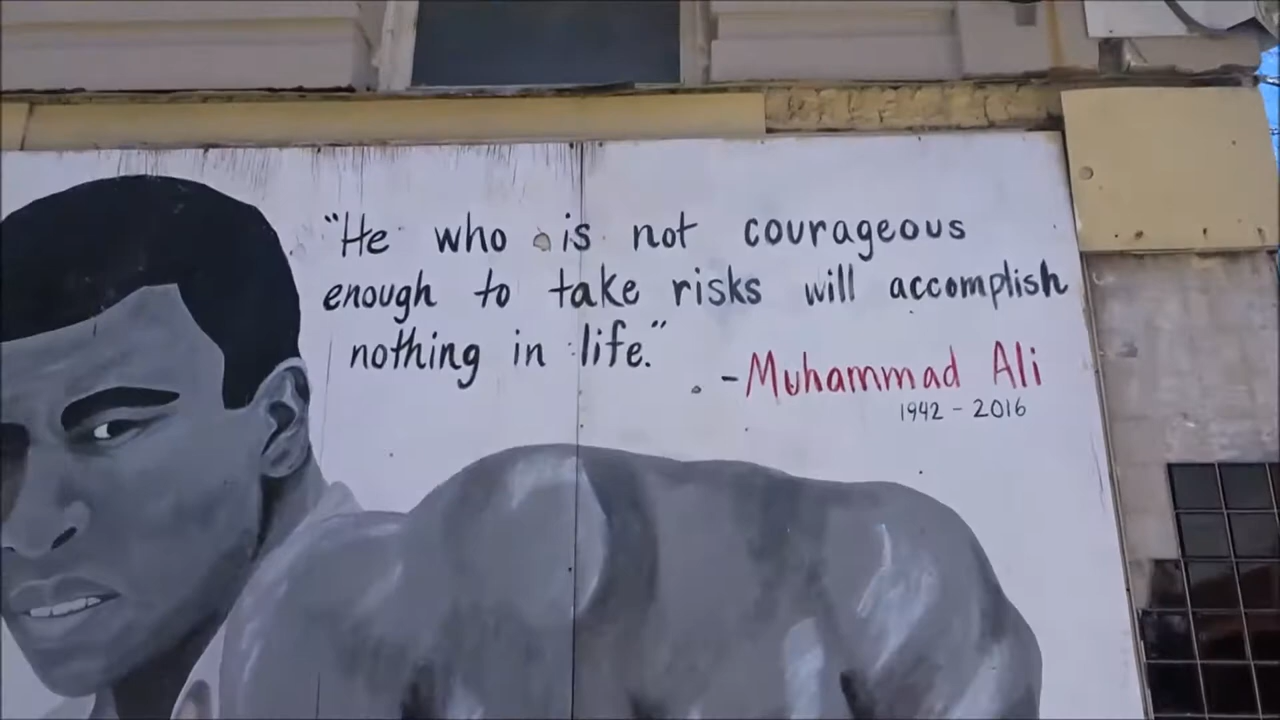 "He who is not courageous
enough to take risks will accomplish
nothing in life."
-Muhammad Ali
1942 - 2016